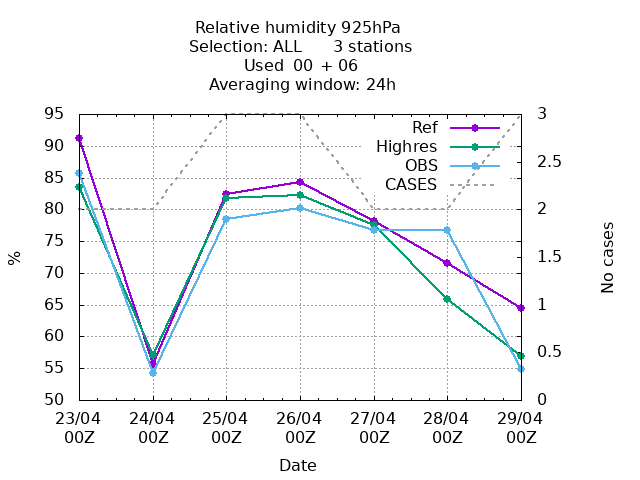 Relative humidity 925hPa
Selection: ALL      3 stations
Used  00 + 06
Averaging window: 24h
95
90
85
80
75
70
65
60
55
50
%
3
2.5
2
1.5
1
0.5
0
No cases
Ref
Highres
OBS
CASES
23/04 24/04 25/04 26/04 27/04 28/04 29/04
00Z 00Z 00Z 00Z 00Z 00Z 00Z
Date